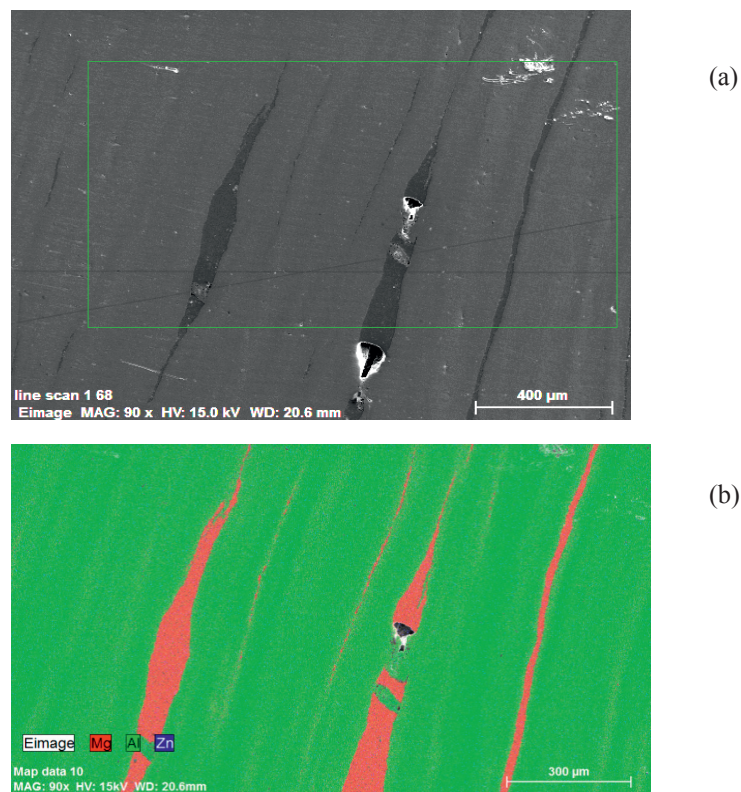 (a)
line scan 1 68
Eimage MAG: 90 x HV: 15.0 kV WD: 20.6 mm
400 µm
(b)
Eimage Mg Al Zn
Map data 10
MAG: 90x HV: 15kV WD: 20.6mm
300 µm